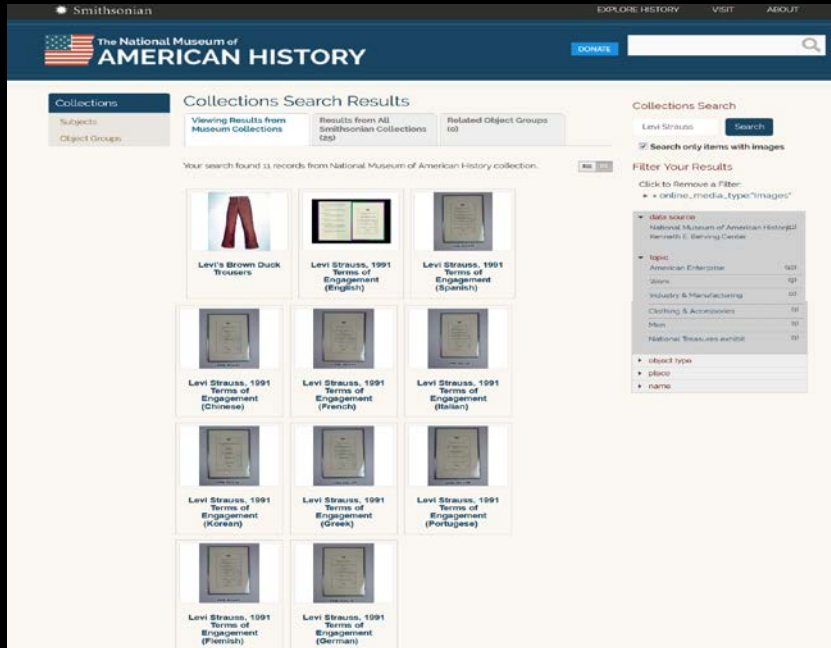 Smithsonian
EXPLORE HISTORY VISIT ABOUT
The National Museum of
AMERICAN HISTORY
DONATE
Collections
Subjects
Object Groups
Collections Search Results
Viewing Results from
Museum Collections
Results from All
Smithsonian Collections
(25)
Related Object Groups
(0)
Your search found 11 records from National Museum of American History collection.
Levi's Brown Duck
Trousers
Levi Strauss, 1991
Terms of
Engagement
(English)
Levi Strauss, 1991
Terms of
Engagement
(Spanish)
Levi Strauss, 1991
Terms of
Engagement
(Chinese)
Levi Strauss, 1991
Terms of
Engagement
(French)
Levi Strauss, 1991
Terms of
Engagement
(Italian)
Levi Strauss, 1991
Terms of
Engagement
(Korean)
Levi Strauss, 1991
Terms of
Engagement
(Greek)
Levi Strauss, 1991
Terms of
Engagement
(Portugese)
Levi Strauss, 1991
Terms of
Engagement
(Flemish)
Levi Strauss, 1991
Terms of
Engagement
(German)
Collections Search
Levi Strauss Search
Search only items with images
Filter Your Results
Click to Remove a Filter:
online_media_type:"Images"
data source
National Museum of American History
Kenneth E. Behring Center
topic
American Enterprise
Work
Industry & Manufacturing
Clothing & Accessories
Men
National Treasures exhibit
object type
place
name